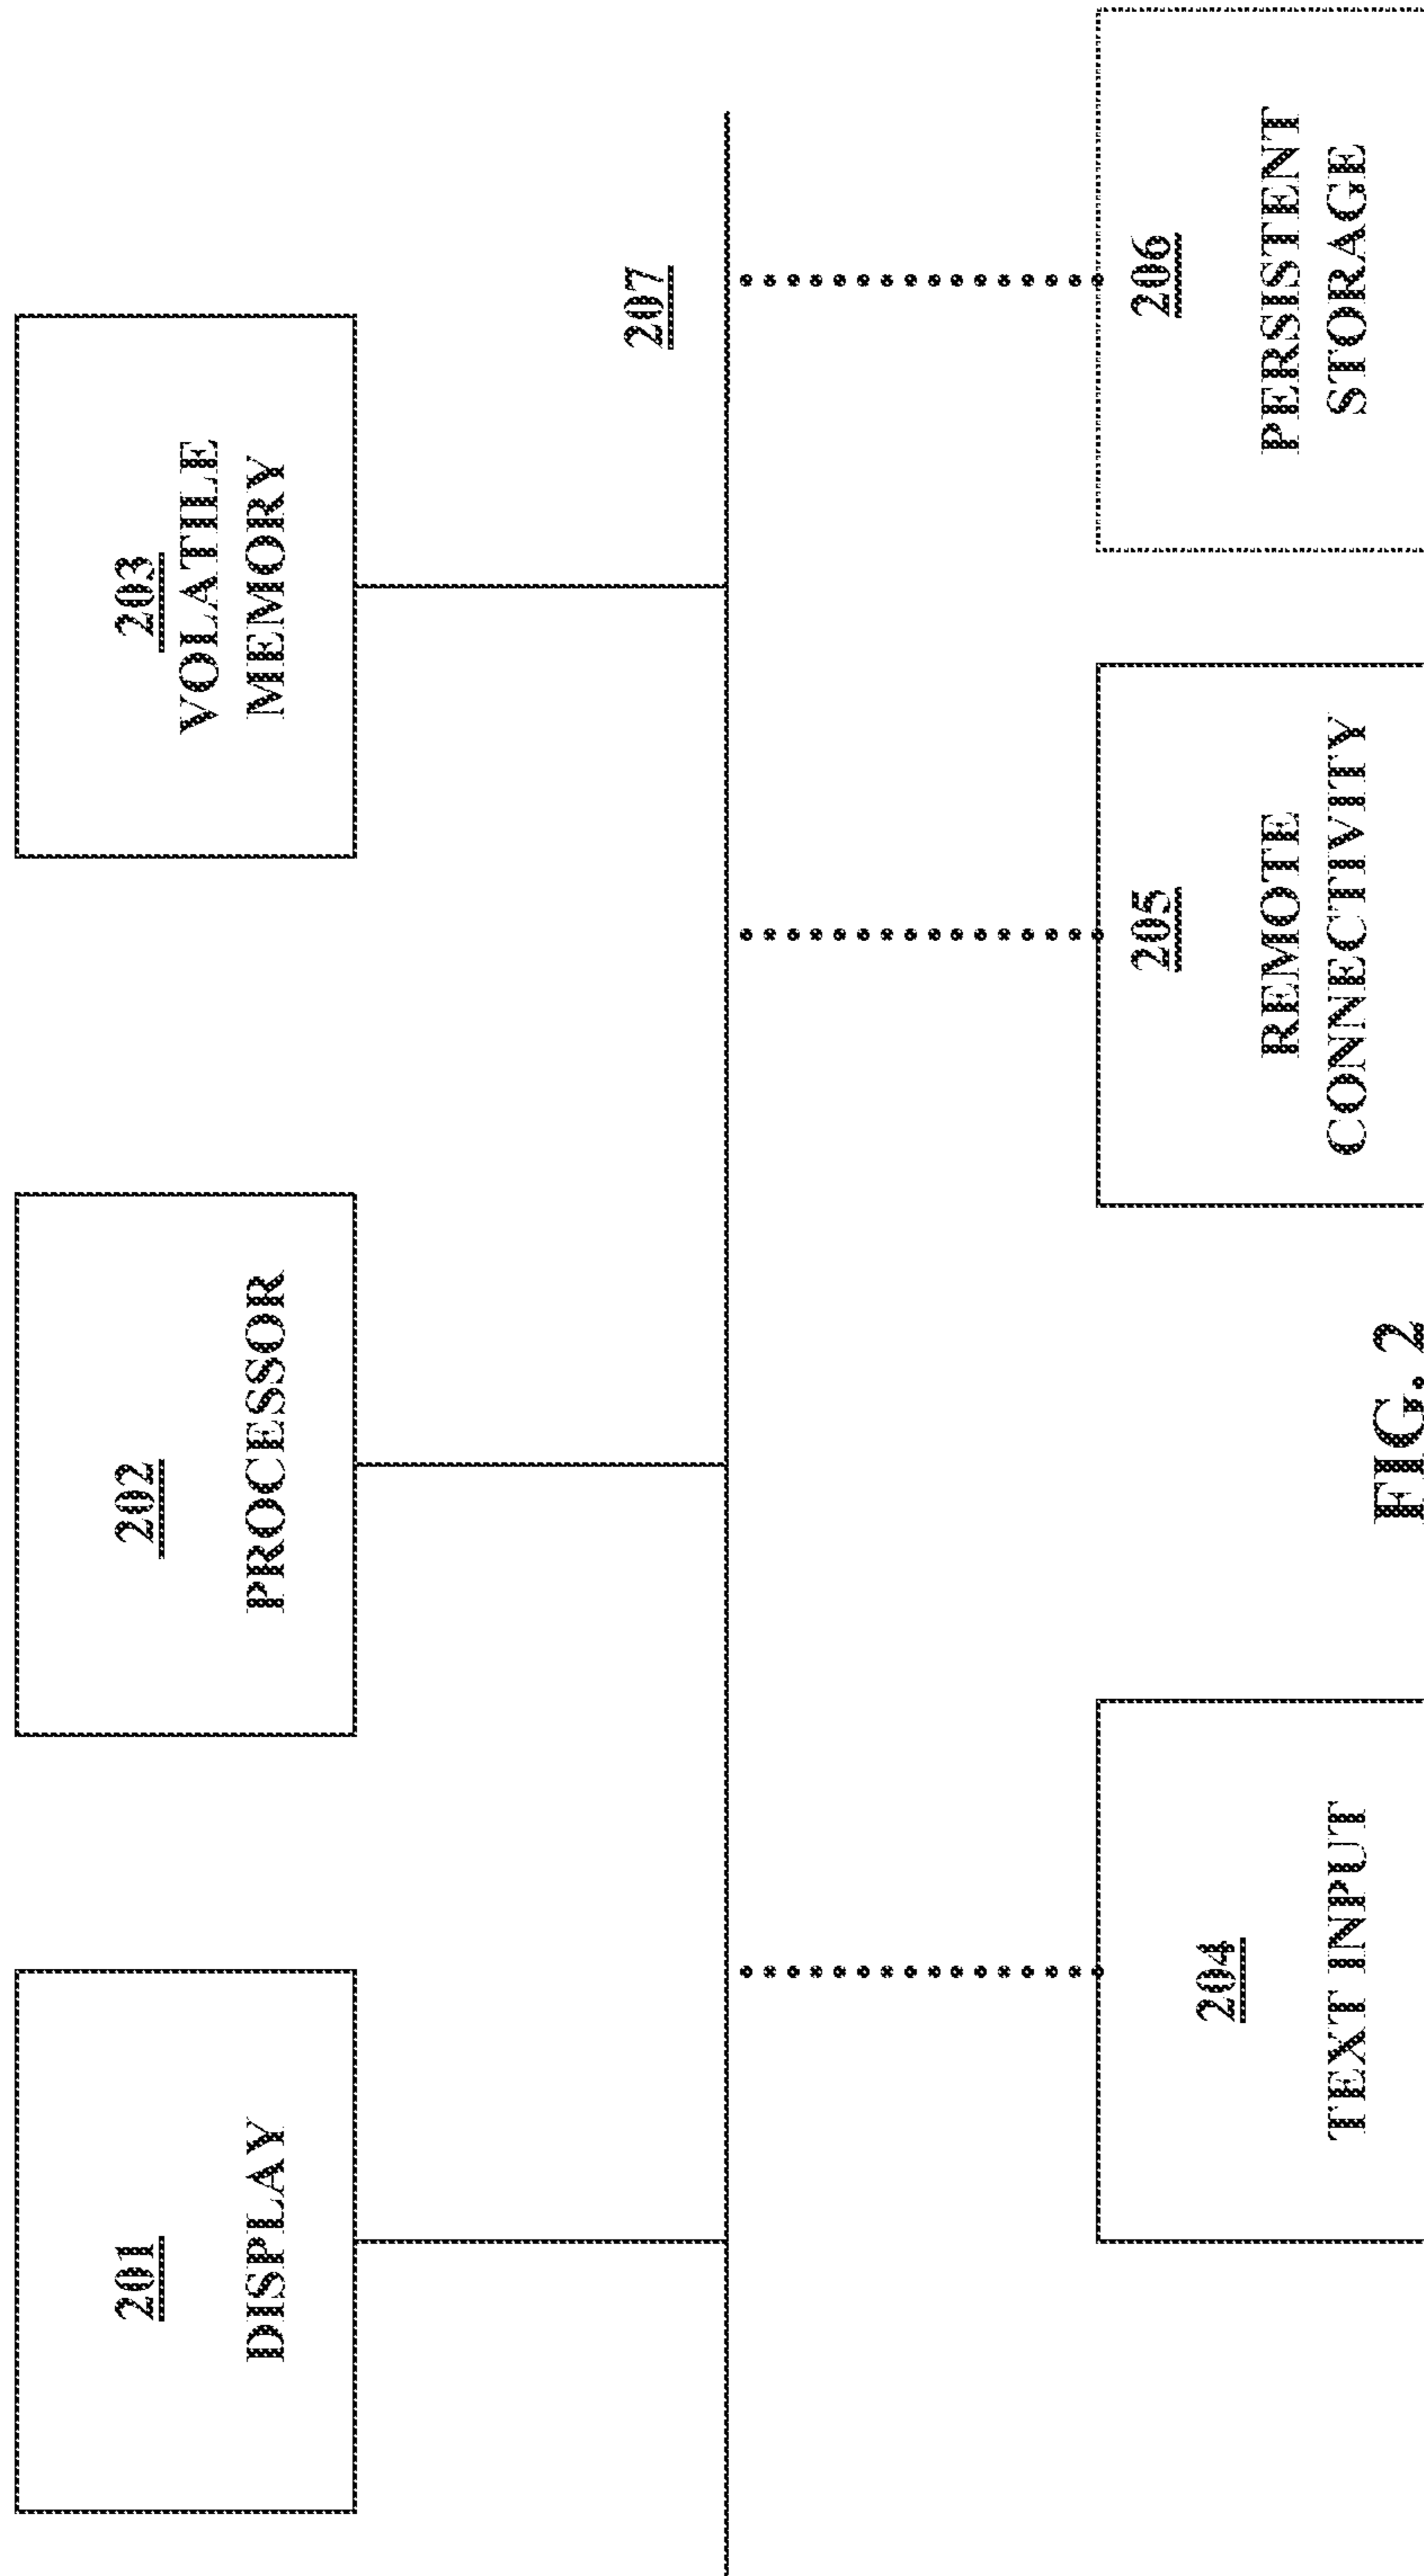 201
DISPLAY
202
PROCESSOR
203
VOLATILE
MEMORY
207
204
TEXT INPUT
205
REMOTE
CONNECTIVITY
206
PERSISTENT
STORAGE
FIG. 2